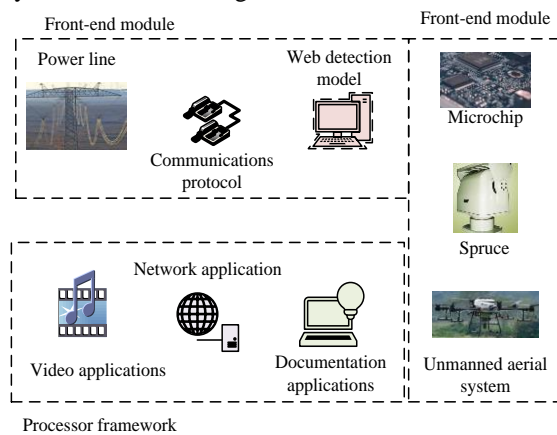 Front-end module
Front-end module
Power line
Web detection
model
Communications
protocol
Microchip
Spruce
Network application
Video applications
Documentation
applications
Unmanned aerial
system
Processor framework